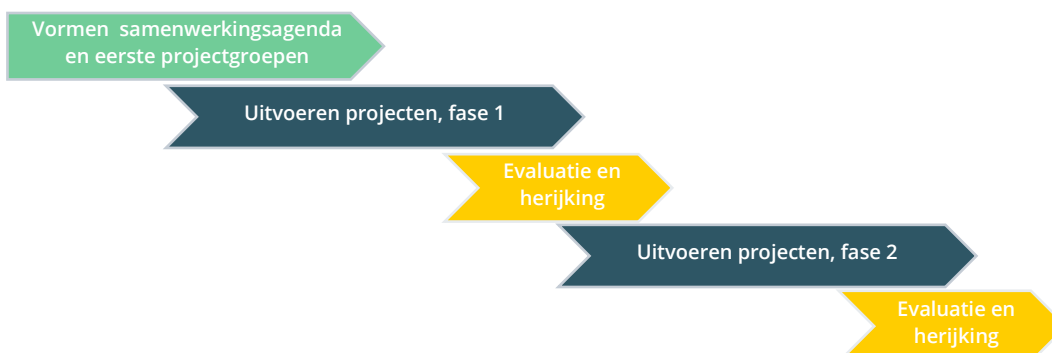 Vormen samenwerkingsagenda
en eerste projectgroepen
Uitvoeren projecten, fase 1
Evaluatie en
herijking
Uitvoeren projecten, fase 2
Evaluatie en
herijking